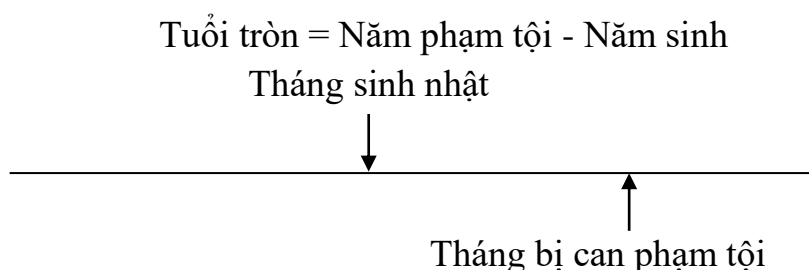 Tuổi tròn = Năm phạm tội - Năm sinh
Tháng sinh nhật
Tháng bị can phạm tội